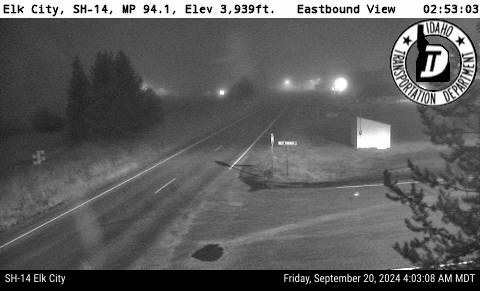 Elk City, SH-14, MP 94.1, Elev 3,939ft. Eastbound View 02:53:03
IDAHO
TRANSPORTATION DEPARTMENT
SH-14 Elk City Friday, September 20, 2024 4:03:08 AM MDT